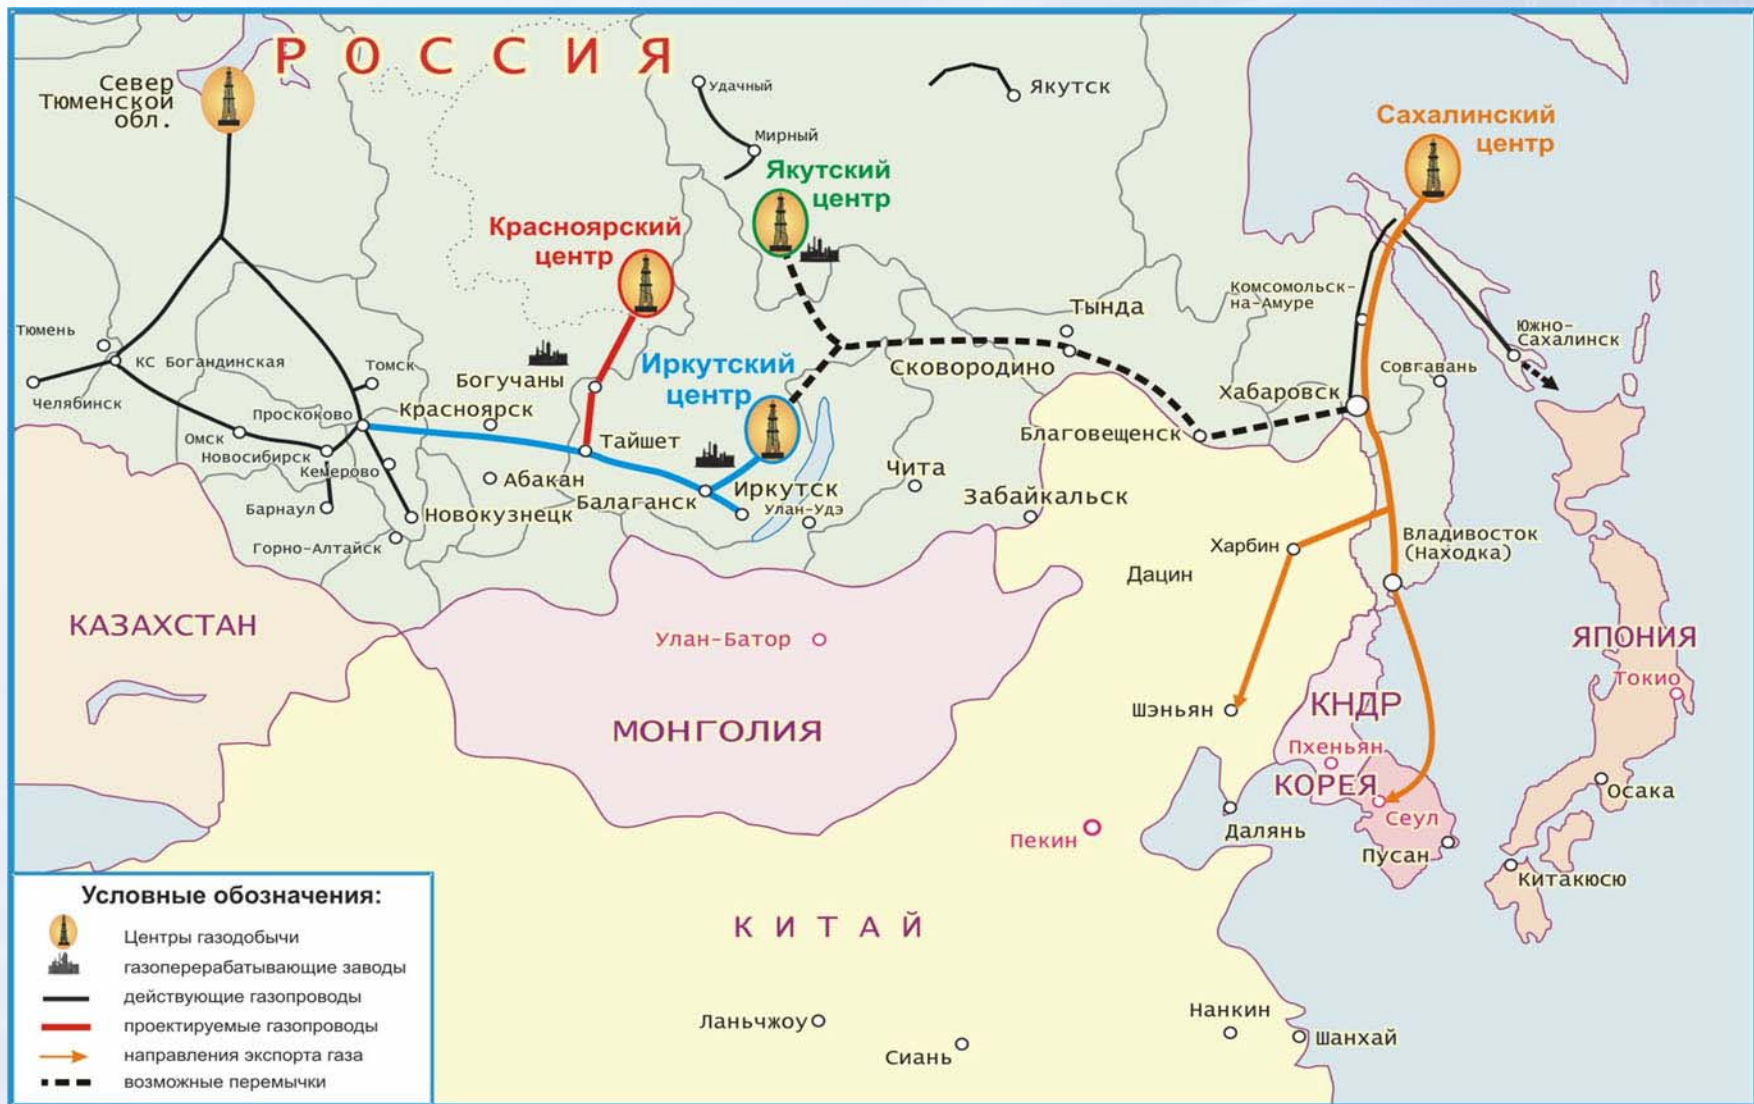 РОССИЯ
Север
Тюменской
обл.
Удачный
Мирный
Якутск
Якутский
центр
Сахалинский
центр
Красноярский
центр
Иркутский
центр
Тюмень
КС Богандинская
Челябинск
Томск
Проскоково
Омск
Новосибирск
Кемерово
Барнаул
Новокузнецк
Горно-Алтайск
Красноярск
Богучаны
Тайшет
Абакан
Балаганск
Иркутск
Улан-Удэ
Чита
Забайкальск
Сковородино
Тында
Благовещенск
Хабаровск
Комсомольск-
на-Амуре
Совгавань
Южно-
Сахалинск
Владивосток
(Находка)
Харбин
Дацин
Шэньян
КАЗАХСТАН
Улан-Батор
МОНГОЛИЯ
КНДР
Пхеньян
КОРЕЯ
Сеул
Пусан
ЯПОНИЯ
Токио
Осака
Китакюсю
Далянь
Пекин
КИТАЙ
Ланьчжоу
Сиань
Нанкин
Шанхай
Условные обозначения:
Центры газодобычи
газоперерабатывающие заводы
действующие газопроводы
проектируемые газопроводы
направления экспорта газа
возможные перемычки